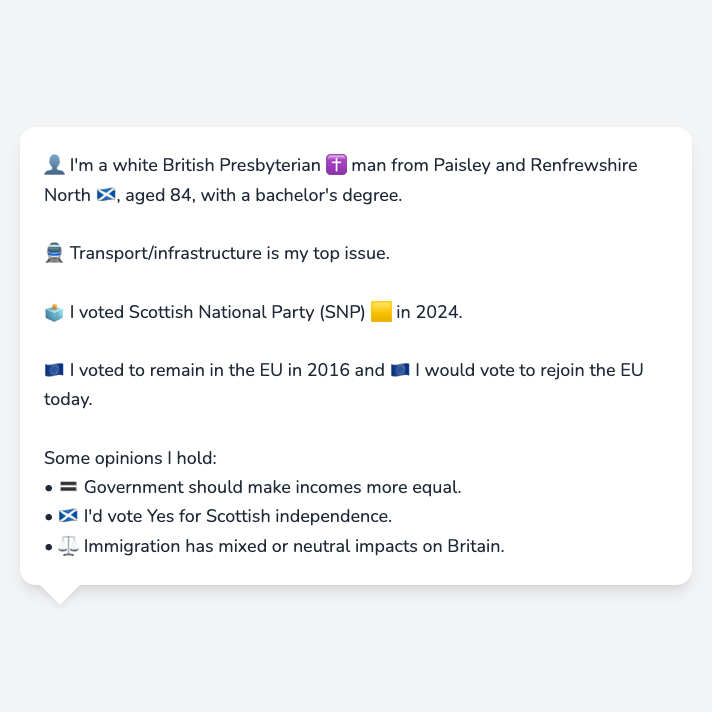 👤 I'm a white British Presbyterian ✝️ man from Paisley and Renfrewshire
North 🏴󠁧󠁢󠁳󠁣󠁴󠁿, aged 84, with a bachelor's degree.
🚆 Transport/infrastructure is my top issue.
🗳️ I voted Scottish National Party (SNP) 🟨 in 2024.
🇪🇺 I voted to remain in the EU in 2016 and 🇪🇺 I would vote to rejoin the EU
today.
Some opinions I hold:
• 🟰 Government should make incomes more equal.
• 🏴󠁧󠁢󠁳󠁣󠁴󠁿 I'd vote Yes for Scottish independence.
• ⚖️ Immigration has mixed or neutral impacts on Britain.